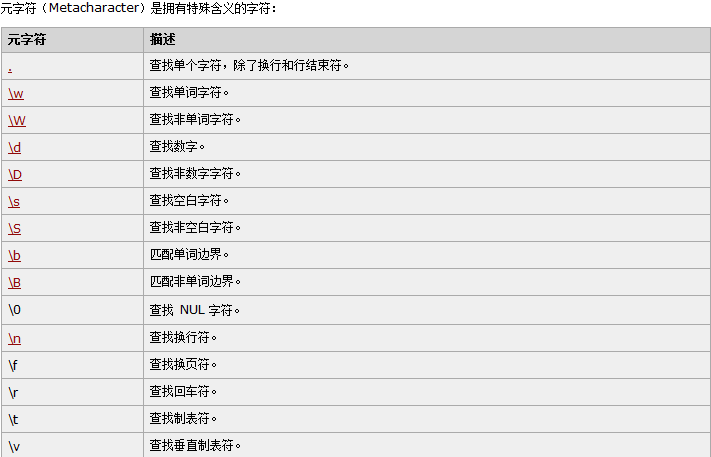 元字符（Metacharacter）是拥有特殊含义的字符：
元字符 描述
. 查找单个字符，除了换行和行结束符。
\w 查找单词字符。
\W 查找非单词字符。
\d 查找数字。
\D 查找非数字字符。
\s 查找空白字符。
\S 查找非空白字符。
\b 匹配单词边界。
\B 匹配非单词边界。
\0 查找 NUL 字符。
\n 查找换行符。
\f 查找换页符。
\r 查找回车符。
\t 查找制表符。
\v 查找垂直制表符。